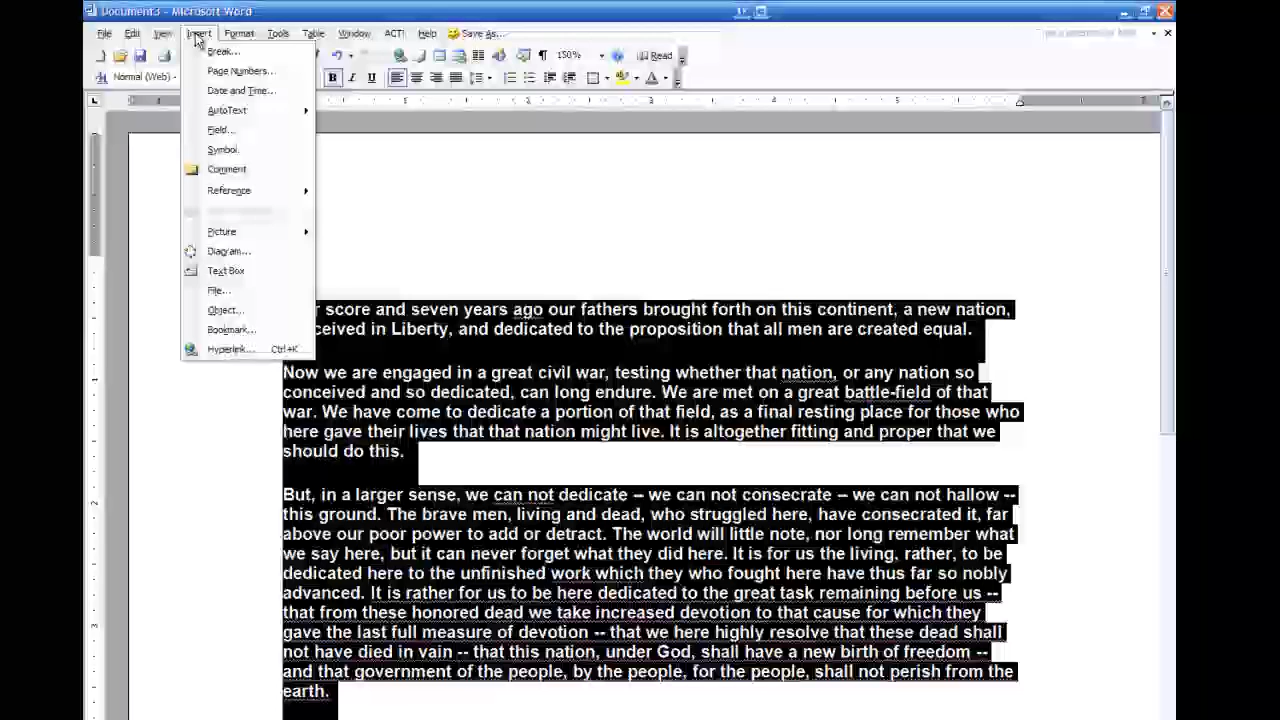 Document3 - Microsoft Word
File Edit View Insert Format Tools Table Window ACT! Help Save As...
150% Read
Normal (Web) B I U A
Break...
Page Numbers...
Date and Time...
AutoText
Field...
Symbol.
Comment
Reference
Picture
Diagram...
Text Box
File...
Object...
Bookmark...
Hyperlink... Ctrl+K
r score and seven years ago our fathers brought forth on this continent, a new nation,
ceived in Liberty, and dedicated to the proposition that all men are created equal.
Now we are engaged in a great civil war, testing whether that nation, or any nation so
conceived and so dedicated, can long endure. We are met on a great battle-field of that
war. We have come to dedicate a portion of that field, as a final resting place for those who
here gave their lives that that nation might live. It is altogether fitting and proper that we
should do this.
But, in a larger sense, we can not dedicate -- we can not consecrate -- we can not hallow --
this ground. The brave men, living and dead, who struggled here, have consecrated it, far
above our poor power to add or detract. The world will little note, nor long remember what
we say here, but it can never forget what they did here. It is for us the living, rather, to be
dedicated here to the unfinished work which they who fought here have thus far so nobly
advanced. It is rather for us to be here dedicated to the great task remaining before us --
that from these honored dead we take increased devotion to that cause for which they
gave the last full measure of devotion -- that we here highly resolve that these dead shall
not have died in vain -- that this nation, under God, shall have a new birth of freedom --
and that government of the people, by the people, for the people, shall not perish from the
earth.